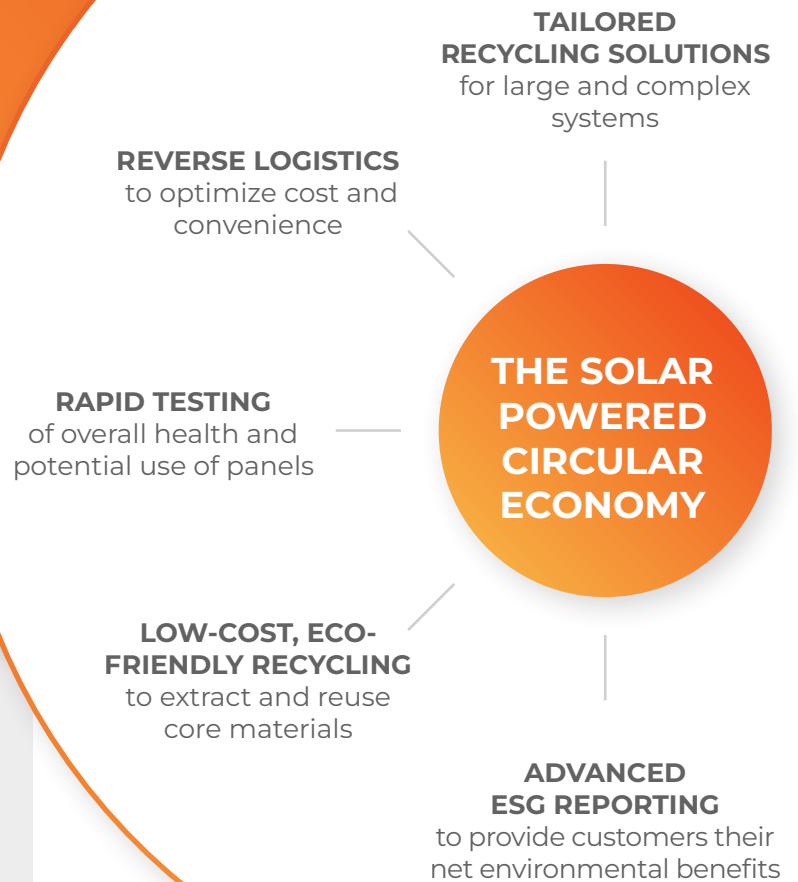 TAILORED
RECYCLING SOLUTIONS
for large and complex
systems
REVERSE LOGISTICS
to optimize cost and
convenience
RAPID TESTING
of overall health and
potential use of panels
THE SOLAR
POWERED
CIRCULAR
ECONOMY
LOW-COST, ECO-
FRIENDLY RECYCLING
to extract and reuse
core materials
ADVANCED
ESG REPORTING
to provide customers their
net environmental benefits